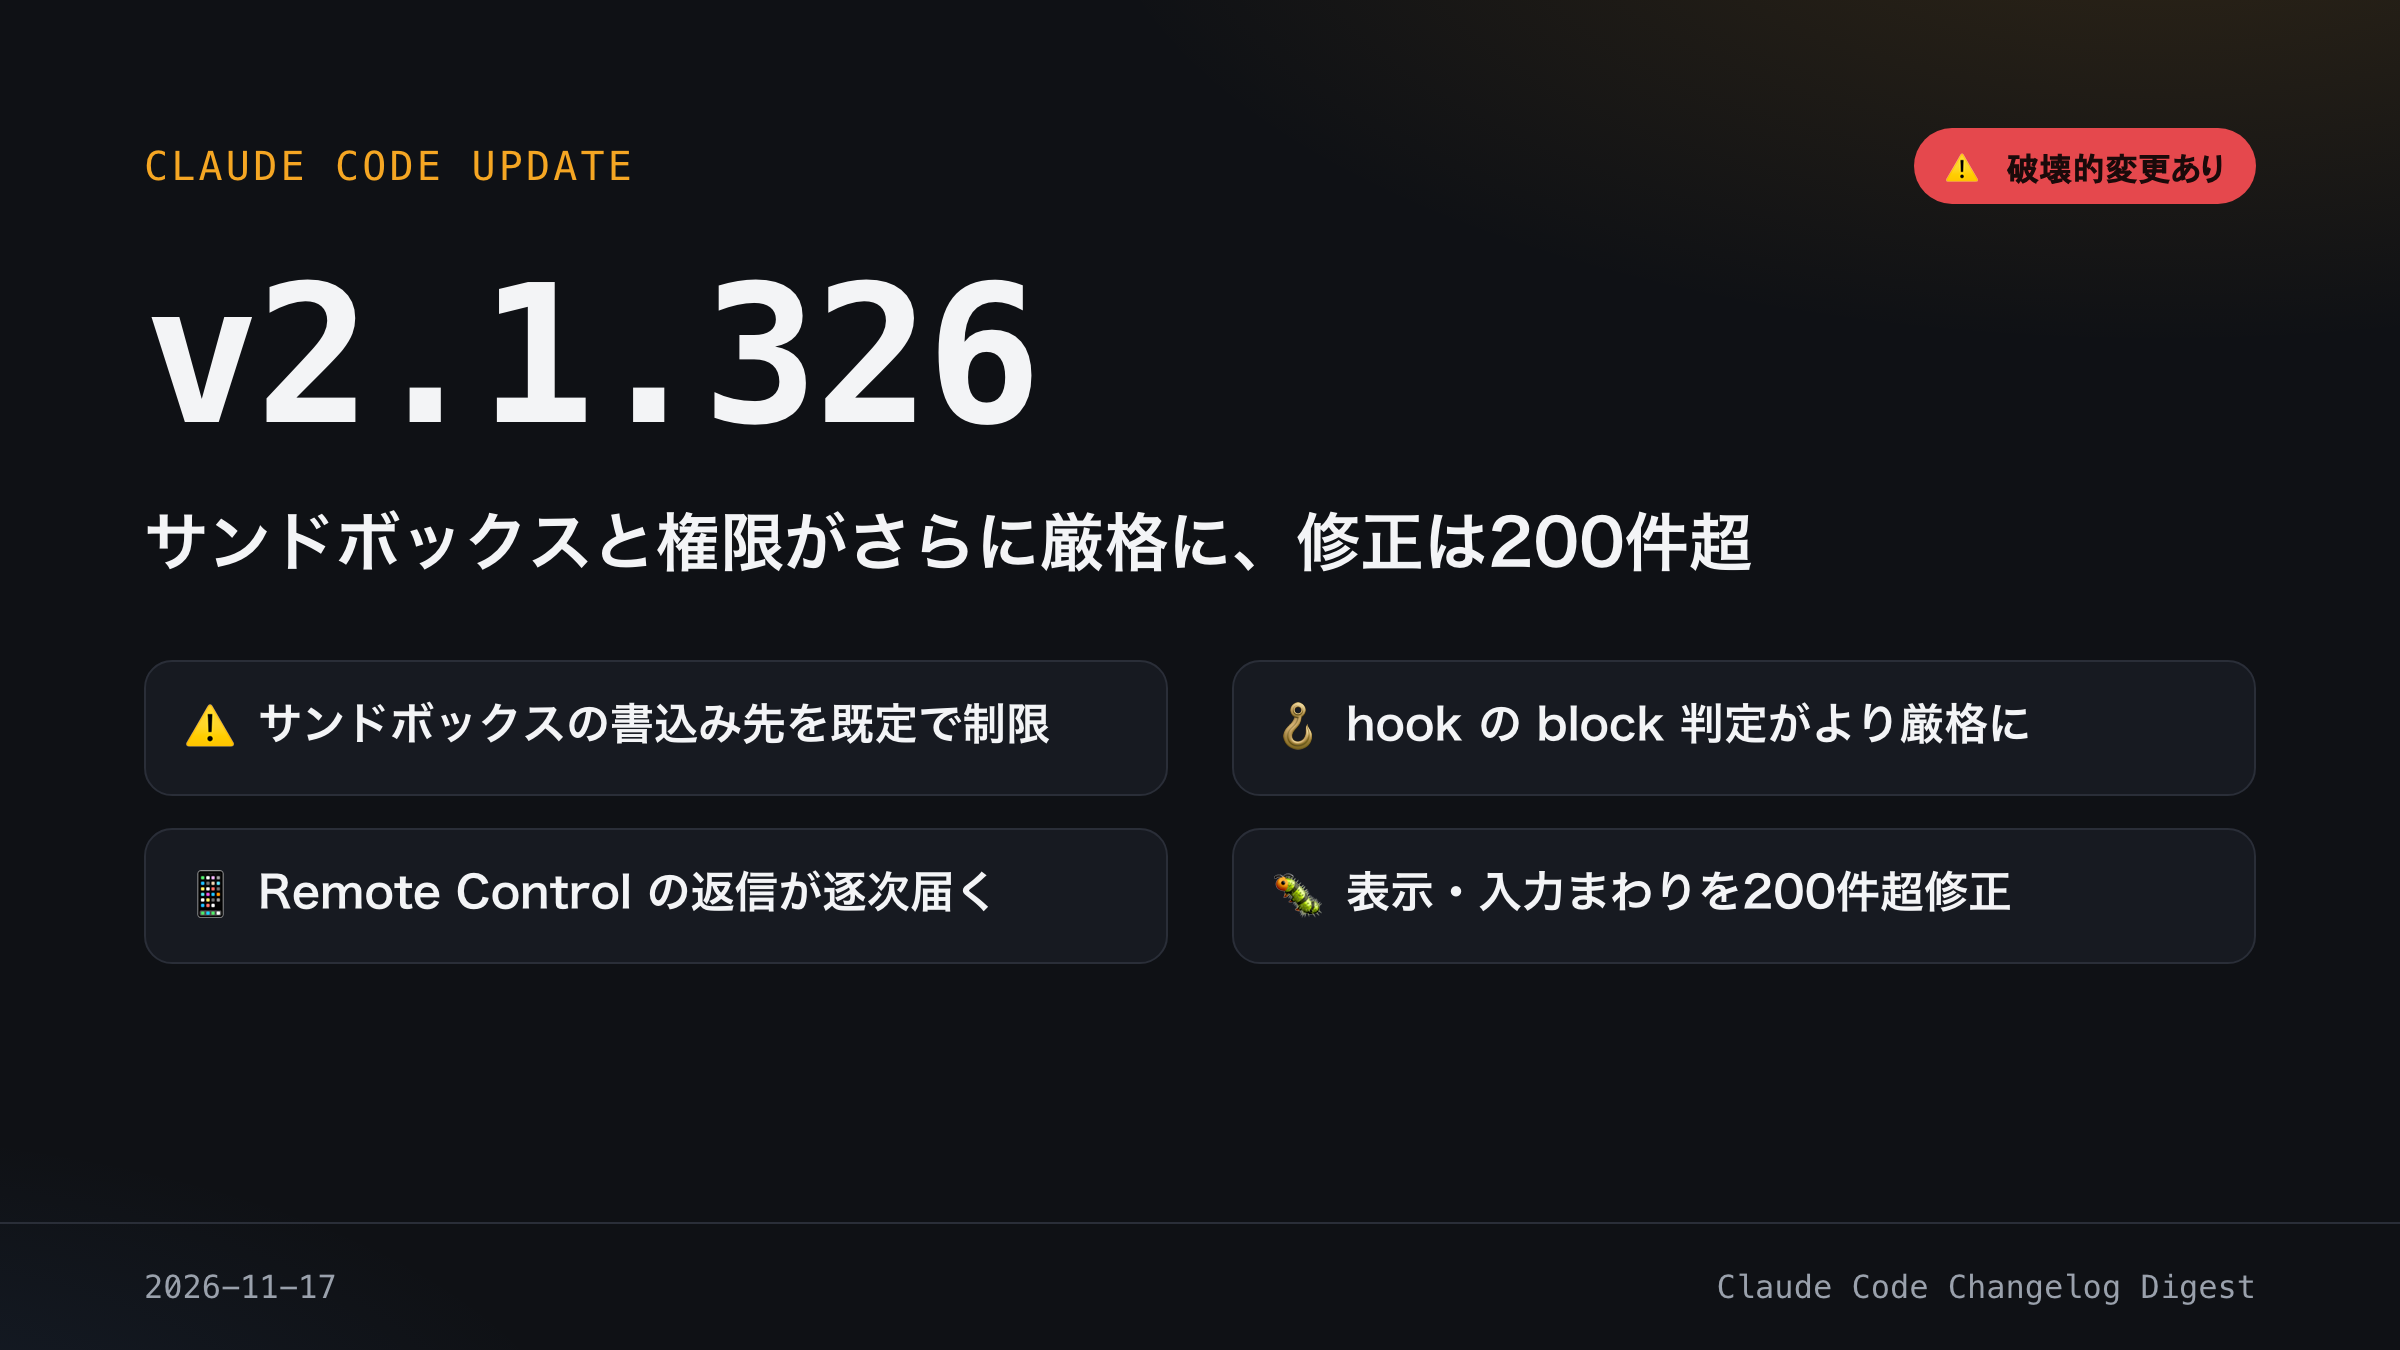 CLAUDE CODE UPDATE
破壊的変更あり
v2.1.326
サンドボックスと権限がさらに厳格に、修正は200件超
サンドボックスの書込み先を既定で制限
hook の block 判定がより厳格に
Remote Control の返信が逐次届く
表示・入力まわりを200件超修正
2026-11-17
Claude Code Changelog Digest